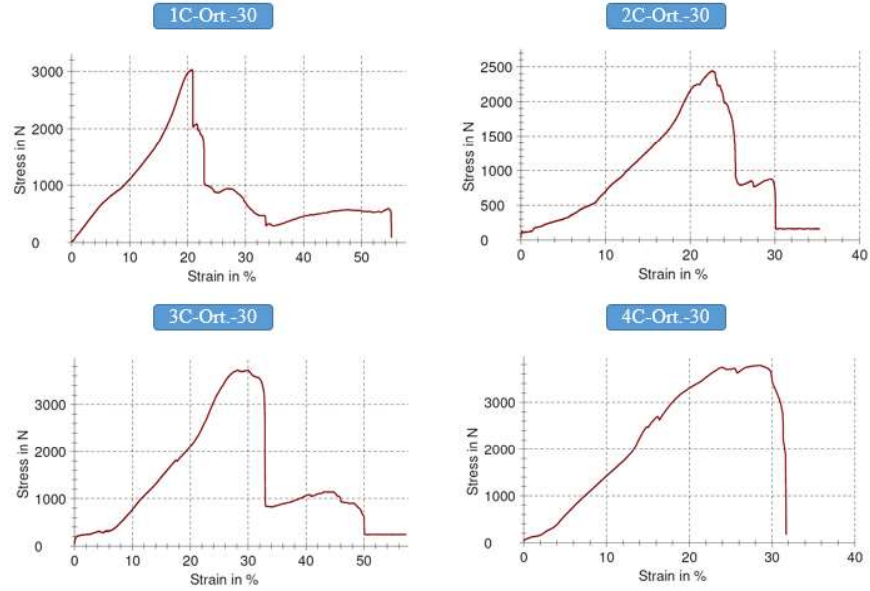 1C-Ort.-30
2C-Ort.-30
Stress in N
3000
2000
1000
0
0 10 20 30 40 50
Strain in %
Stress in N
2500
2000
1500
1000
500
0
0 10 20 30 40
Strain in %
3C-Ort.-30
4C-Ort.-30
Stress in N
3000
2000
1000
0
0 10 20 30 40 50
Strain in %
Stress in N
3000
2000
1000
0
0 10 20 30 40
Strain in %